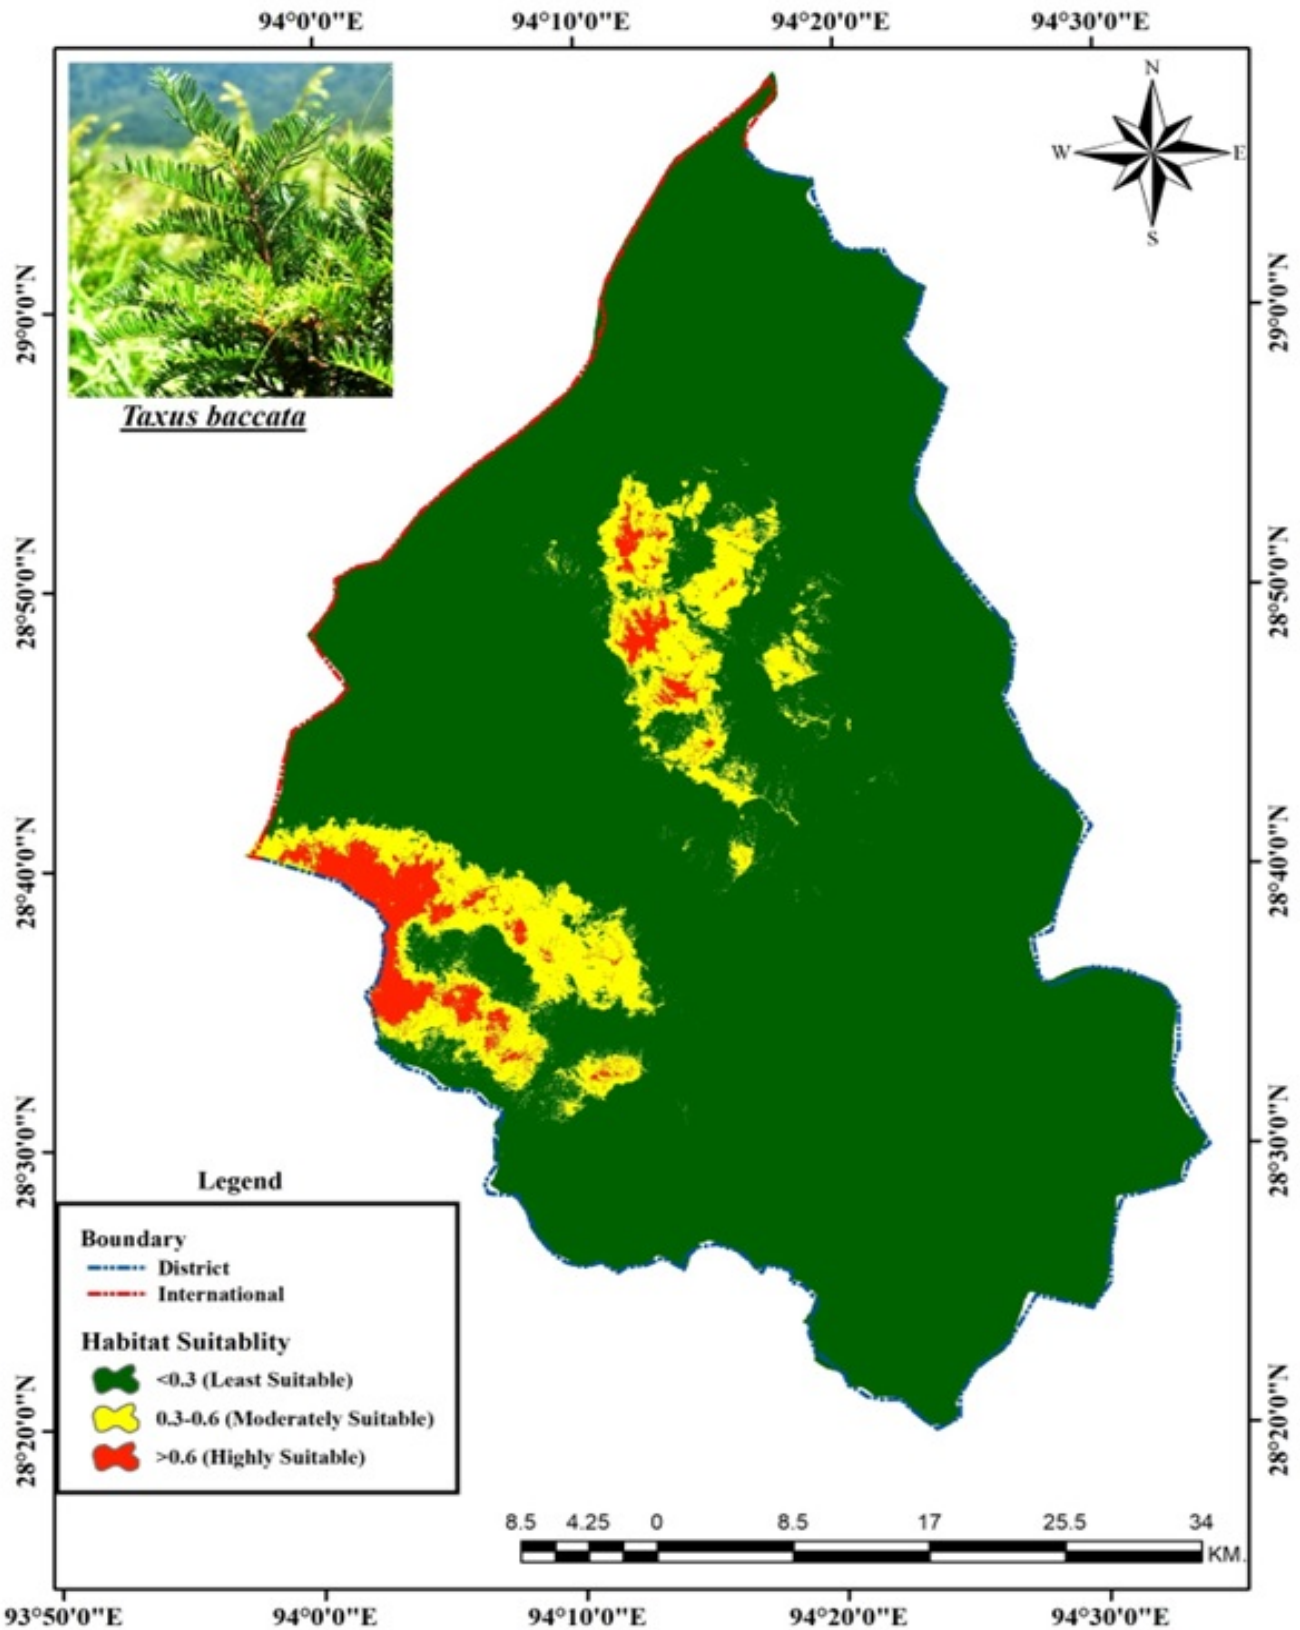 94°0'0"E 94°10'0"E 94°20'0"E 94°30'0"E
N
W E
S
Taxus baccata
29°0'0"N 29°0'0"N
28°50'0"N 28°50'0"N
28°40'0"N 28°40'0"N
28°30'0"N 28°30'0"N
28°20'0"N 28°20'0"N
Legend
Boundary
District
International
Habitat Suitablity
<0.3 (Least Suitable)
0.3-0.6 (Moderately Suitable)
>0.6 (Highly Suitable)
8.5 4.25 0 8.5 17 25.5 34
KM.
93°50'0"E 94°0'0"E 94°10'0"E 94°20'0"E 94°30'0"E